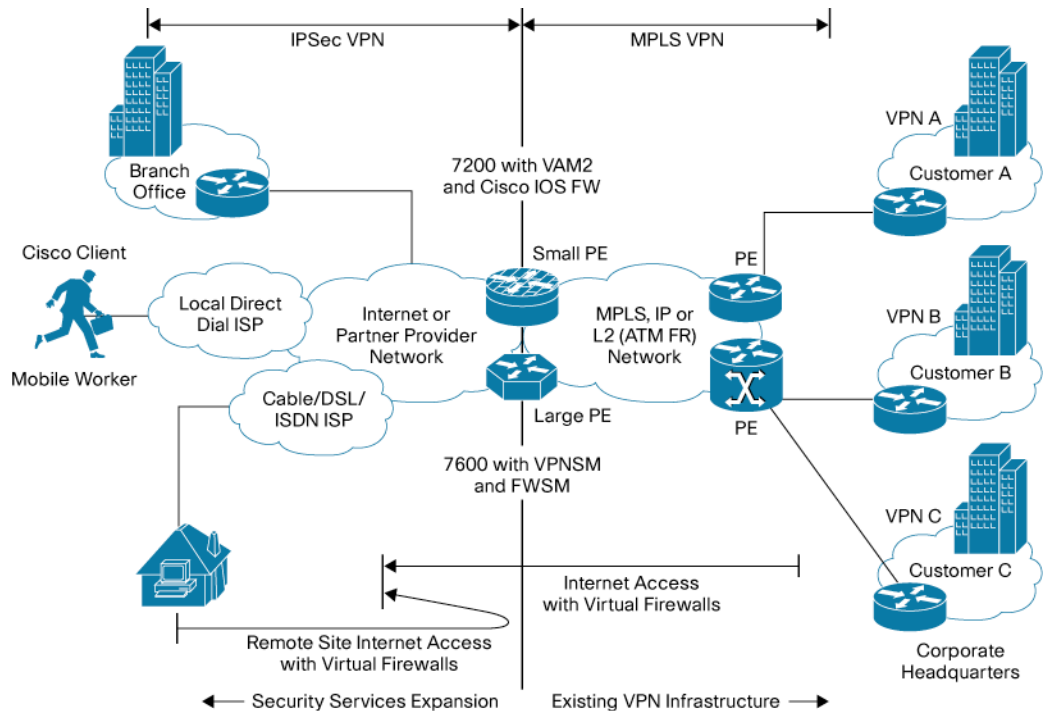 IPSec VPN
MPLS VPN
Branch
Office
7200 with VAM2
and Cisco IOS FW
VPN A
Customer A
Cisco Client
Mobile Worker
Local Direct
Dial ISP
Internet or
Partner Provider
Network
Small PE
MPLS, IP or
L2 (ATM FR)
Network
PE
VPN B
Customer B
Cable/DSL/
ISDN ISP
Large PE
PE
7600 with VPNSM
and FWSM
VPN C
Customer C
Internet Access
with Virtual Firewalls
Remote Site Internet Access
with Virtual Firewalls
Corporate
Headquarters
Security Services Expansion
Existing VPN Infrastructure